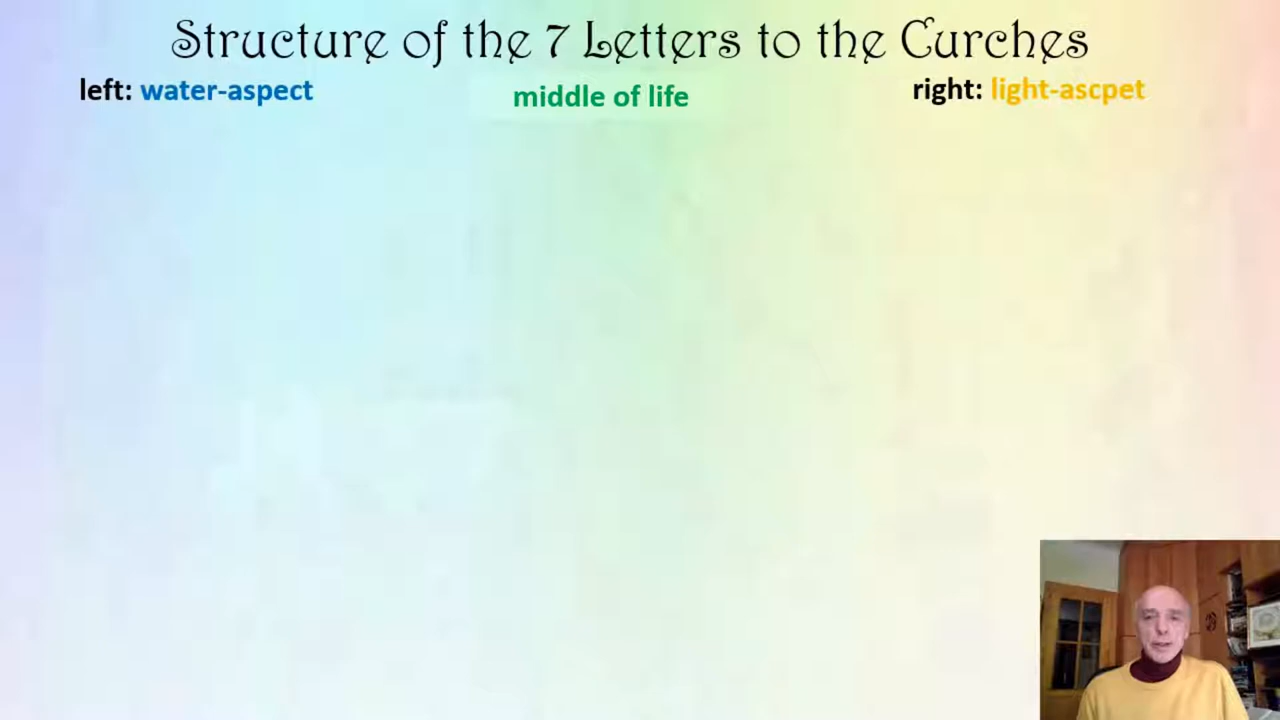 Structure of the 7 Letters to the Curches
left: water-aspect
middle of life
right: light-ascpet